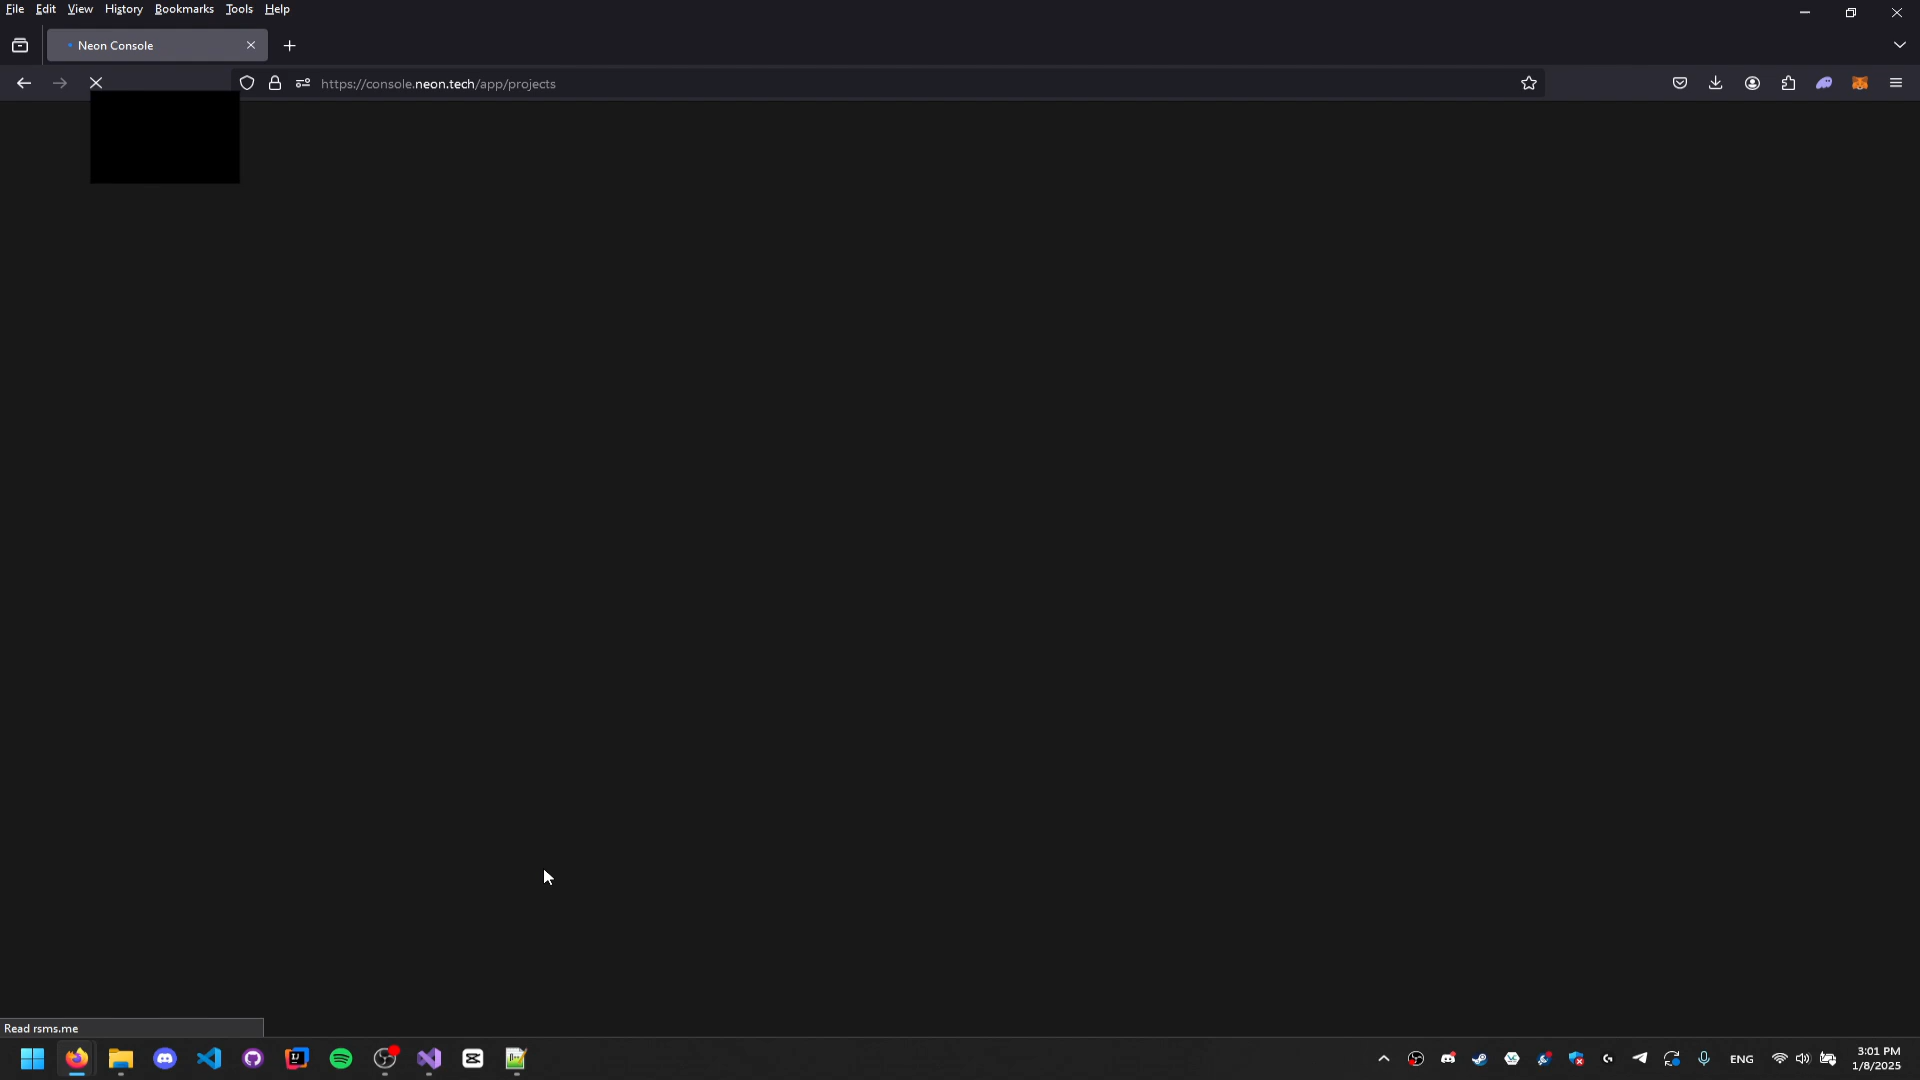 File Edit View History Bookmarks Tools Help
Neon Console
https://console.neon.tech/app/projects
Read rsms.me
ENG
3:01 PM
1/8/2025